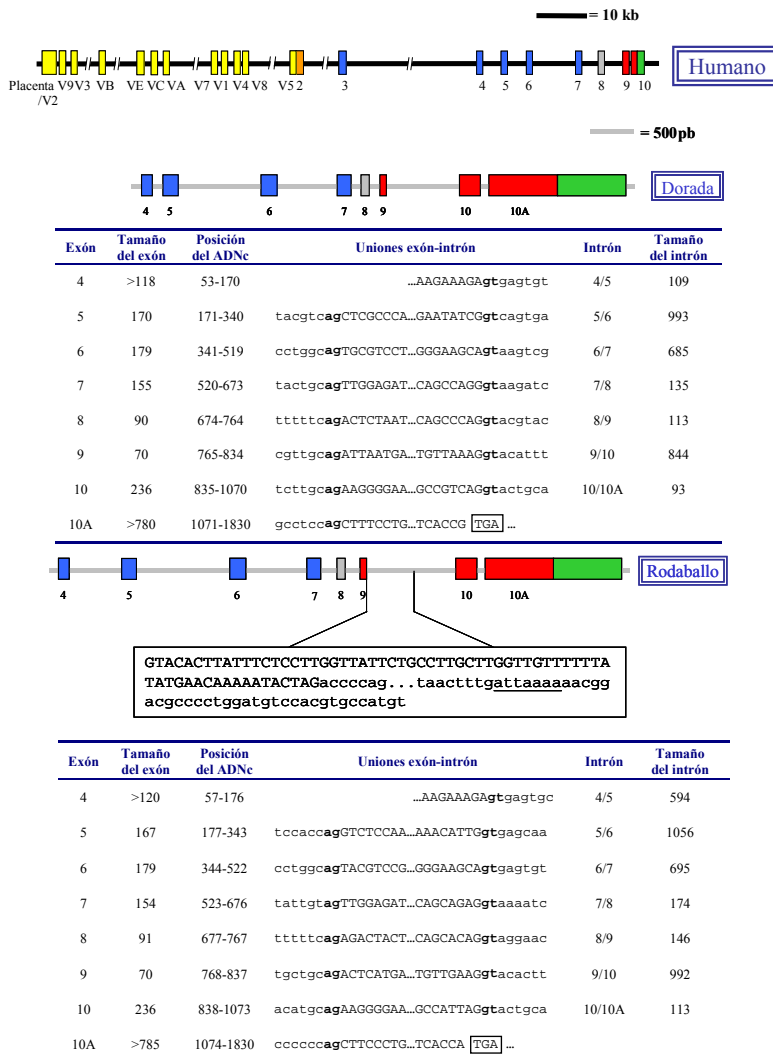 = 10 kb
Humano
Placenta /V2 V9 V3 VB VE VC VA V7 V1 V4 V8 V5 2 3 4 5 6 7 8 9 10
= 500pb
Dorada
4 5 6 7 8 9 10 10A
Exón Tamaño del exón Posición del ADNc Uniones exón-intrón Intrón Tamaño del intrón
4 >118 53-170 …AAGAAAGAgtgagtgt 4/5 109
5 170 171-340 tacgtcagCTCGCCCA…GAATATCGgtcagtga 5/6 993
6 179 341-519 cctggcagTGCGTCCT…GGGAAGCAgtaagtcg 6/7 685
7 155 520-673 tactgcagTTGGAGAT…CAGCCAGGgtaagatc 7/8 135
8 90 674-764 tttttcagACTCTAAT…CAGCCCAGgtacgtac 8/9 113
9 70 765-834 cgttgcagATTAATGA…TGTTAAAGgtacattt 9/10 844
10 236 835-1070 tcttgcagAAGGGGAA…GCCGTCAGgtactgca 10/10A 93
10A >780 1071-1830 gcctccagCTTTCCTG…TCACCG TGA …
Rodaballo
4 5 6 7 8 9 10 10A
GTACACTTATTTCTCCTTGGTTATTCTGCCTTGCTTGGTTGTTTTTTA
TATGAACAAAAATACTAGaccccag...taactttgattaaaaaacgg
acgcccctggatgtccacgtgccatgt
Exón Tamaño del exón Posición del ADNc Uniones exón-intrón Intrón Tamaño del intrón
4 >120 57-176 …AAGAAAGAgtgagtgc 4/5 594
5 167 177-343 tccaccagGTCTCCAA…AAACATTGgtgagcaa 5/6 1056
6 179 344-522 cctggcagTACGTCCG…GGGAAGCAgtgagtgt 6/7 695
7 154 523-676 tattgtagTTGGAGAT…CAGCAGAGgtaaaatc 7/8 174
8 91 677-767 tttttcagAGACTACT…CAGCACAGgtaggaac 8/9 146
9 70 768-837 tgctgcagACTCATGA…TGTTGAAGgtacactt 9/10 992
10 236 838-1073 acatgcagAAGGGGAA…GCCATTAGgtactgca 10/10A 113
10A >785 1074-1830 ccccccagCTTCCCTG…TCACCA TGA …